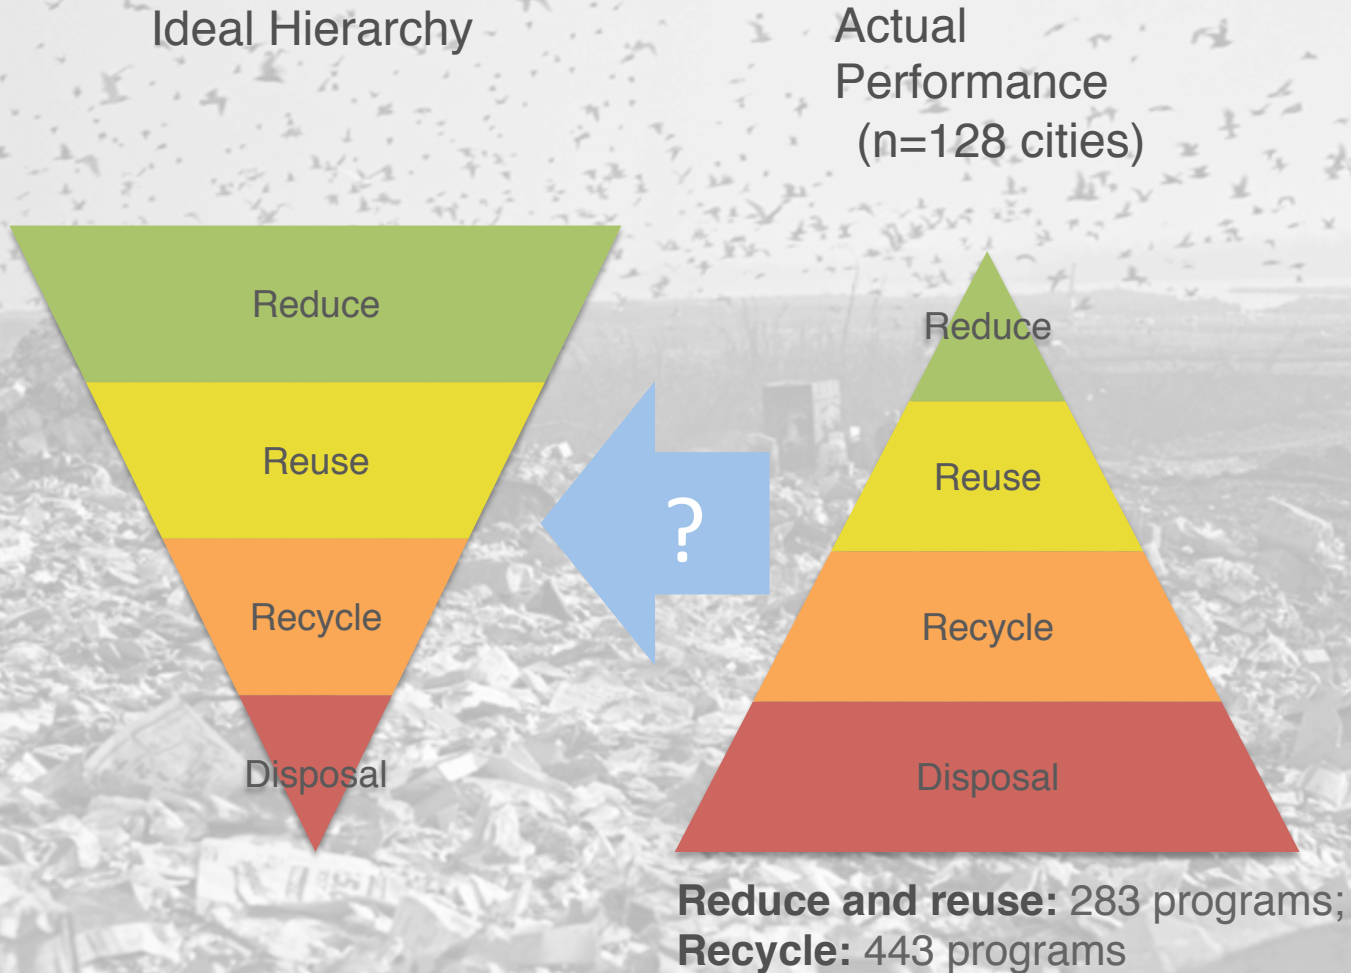 Ideal Hierarchy
Actual
Performance
(n=128 cities)
Reduce
Reuse
Recycle
Disposal
?
Reduce
Reuse
Recycle
Disposal
Reduce and reuse: 283 programs;
Recycle: 443 programs